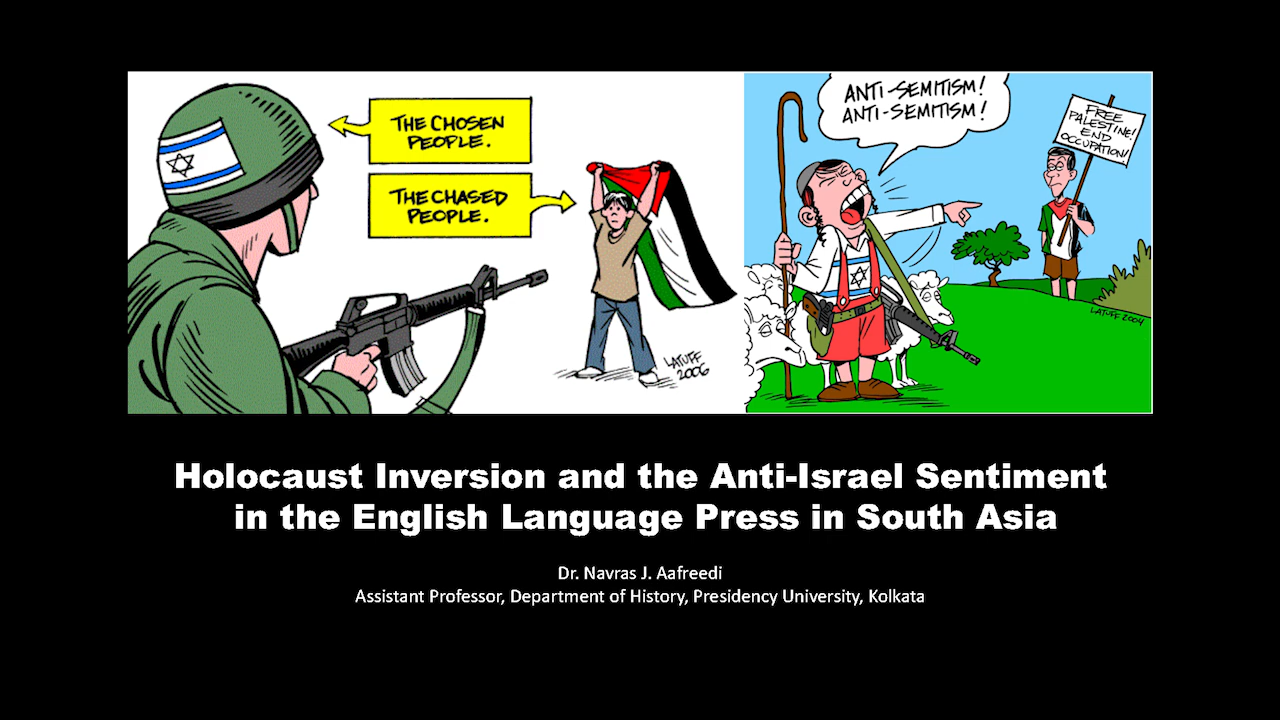 THE CHOSEN
PEOPLE.
THE CHASED
PEOPLE.
LATUFF
2006
ANTI-SEMITISM!
ANTI-SEMITISM!
FREE
PALESTINE!
END
OCCUPATION!
LATUFF 2004
Holocaust Inversion and the Anti-Israel Sentiment
in the English Language Press in South Asia
Dr. Navras J. Aafreedi
Assistant Professor, Department of History, Presidency University, Kolkata